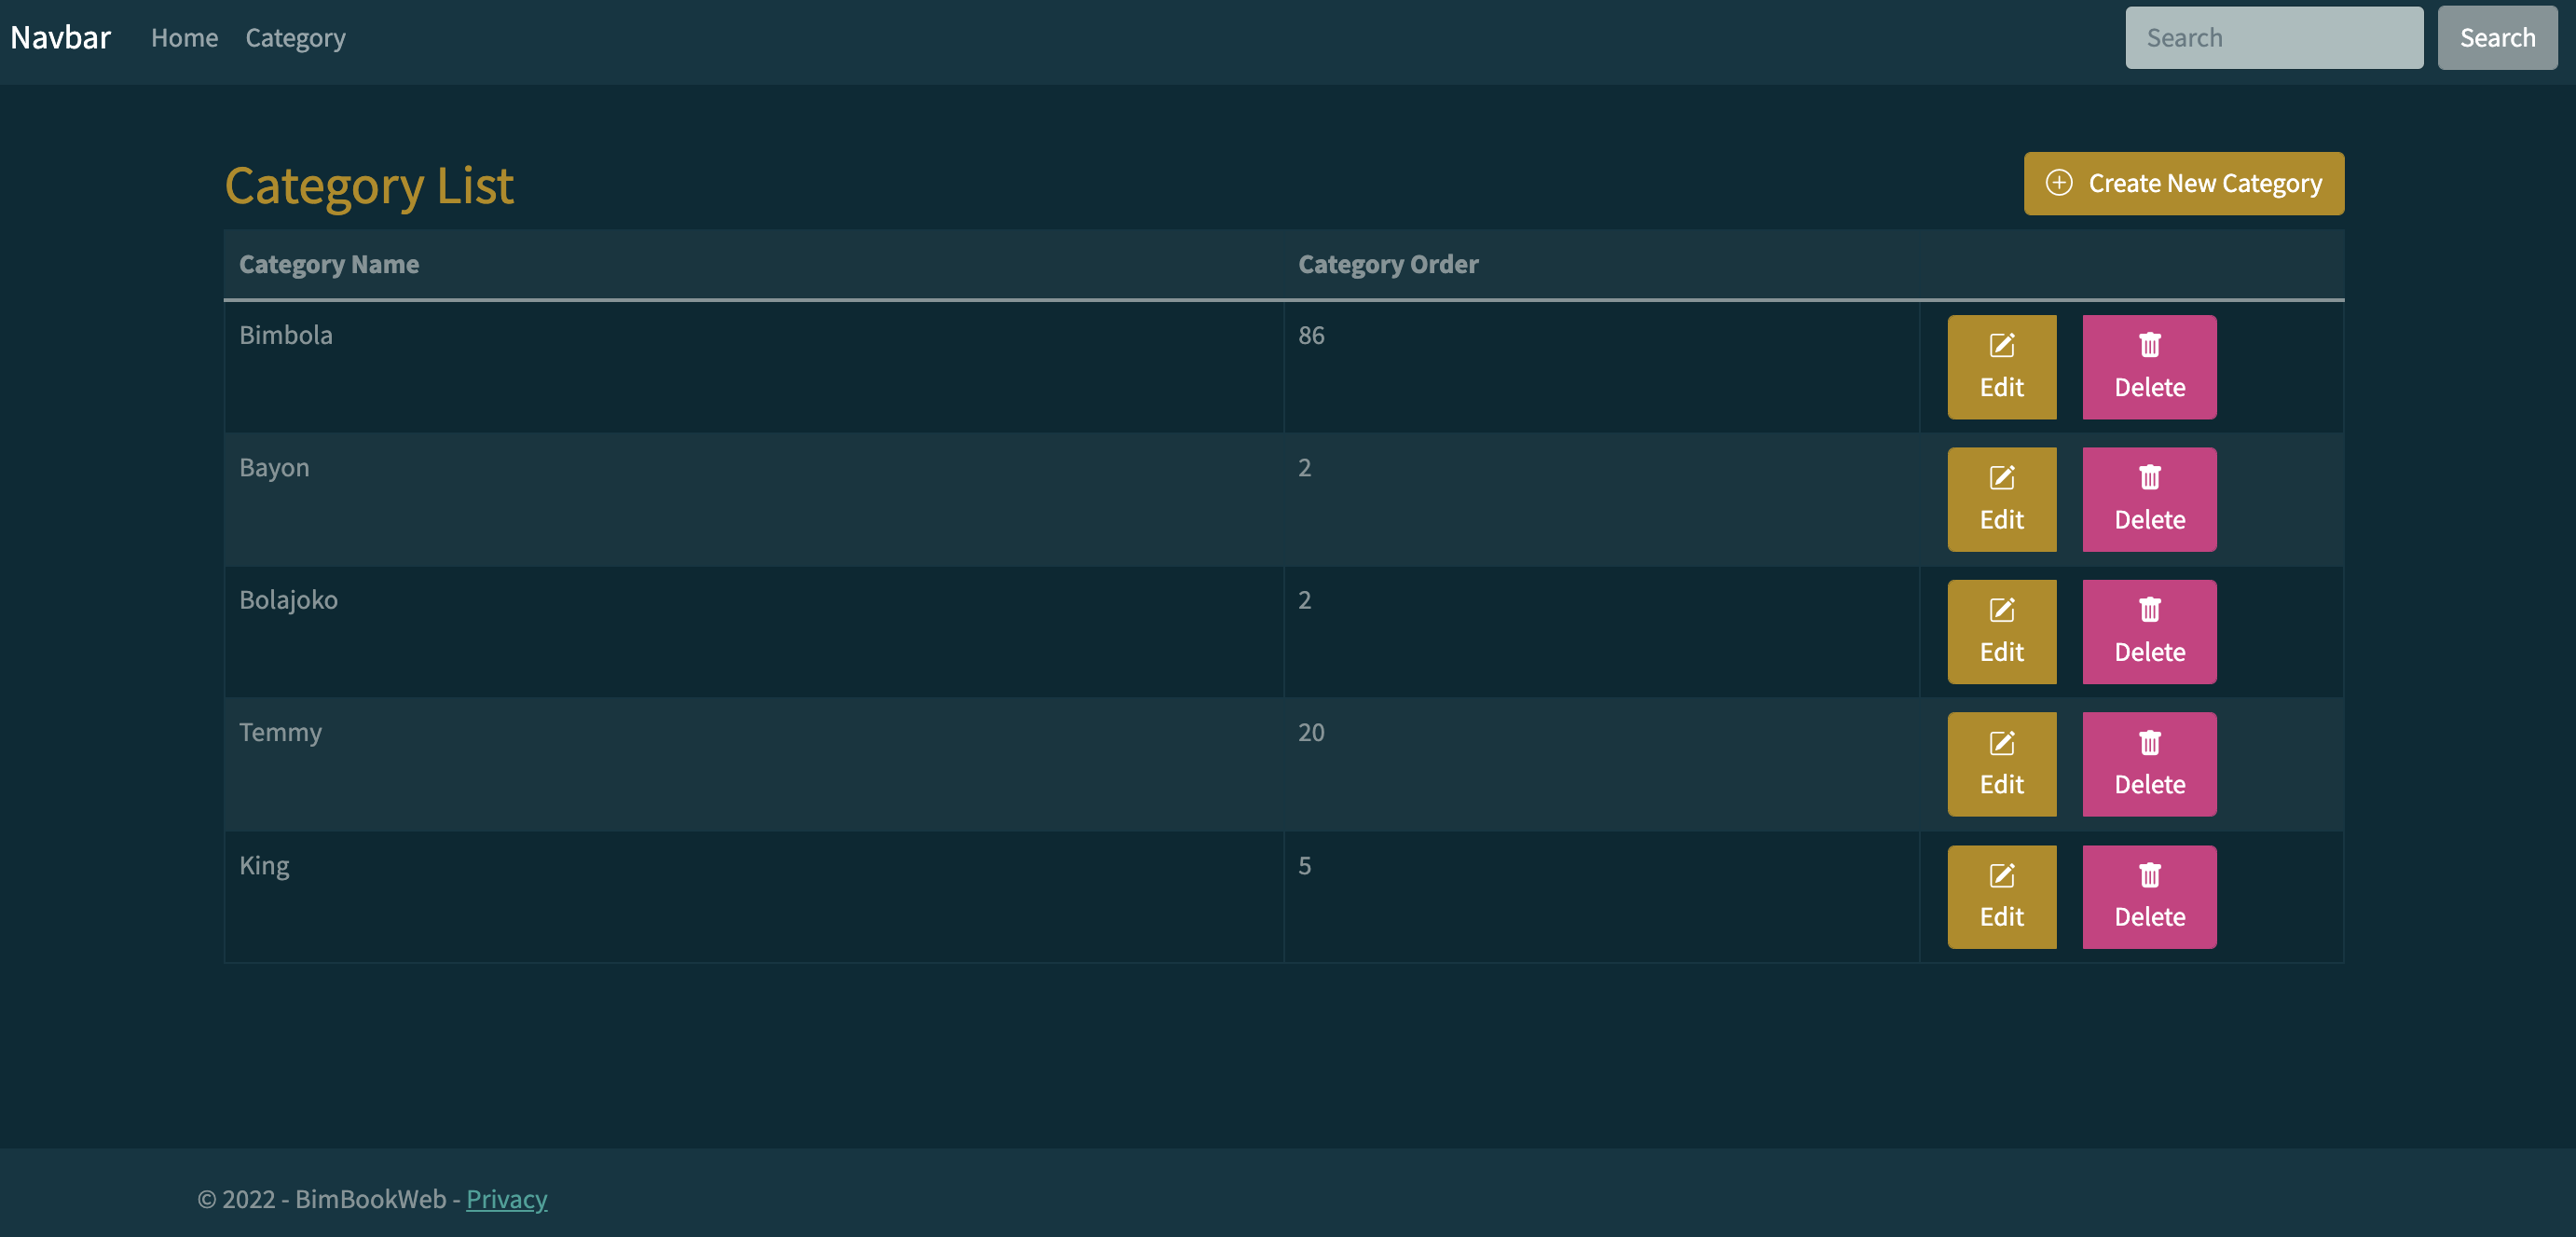 Navbar Home Category Search Search
Category List Create New Category
Category Name Category Order
Bimbola 86 Edit Delete
Bayon 2 Edit Delete
Bolajoko 2 Edit Delete
Temmy 20 Edit Delete
King 5 Edit Delete
© 2022 - BimBookWeb - Privacy